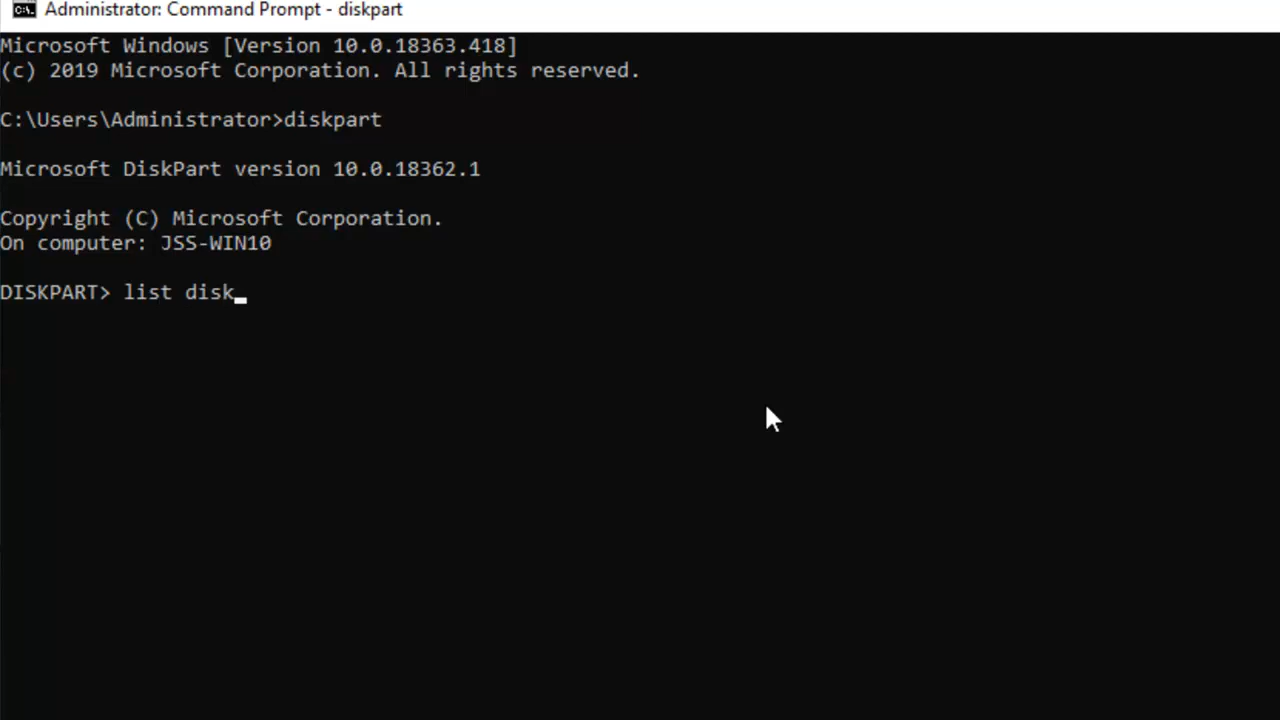 Administrator: Command Prompt - diskpart
Microsoft Windows [Version 10.0.18363.418]
(c) 2019 Microsoft Corporation. All rights reserved.
C:\Users\Administrator>diskpart
Microsoft DiskPart version 10.0.18362.1
Copyright (C) Microsoft Corporation.
On computer: JSS-WIN10
DISKPART> list disk